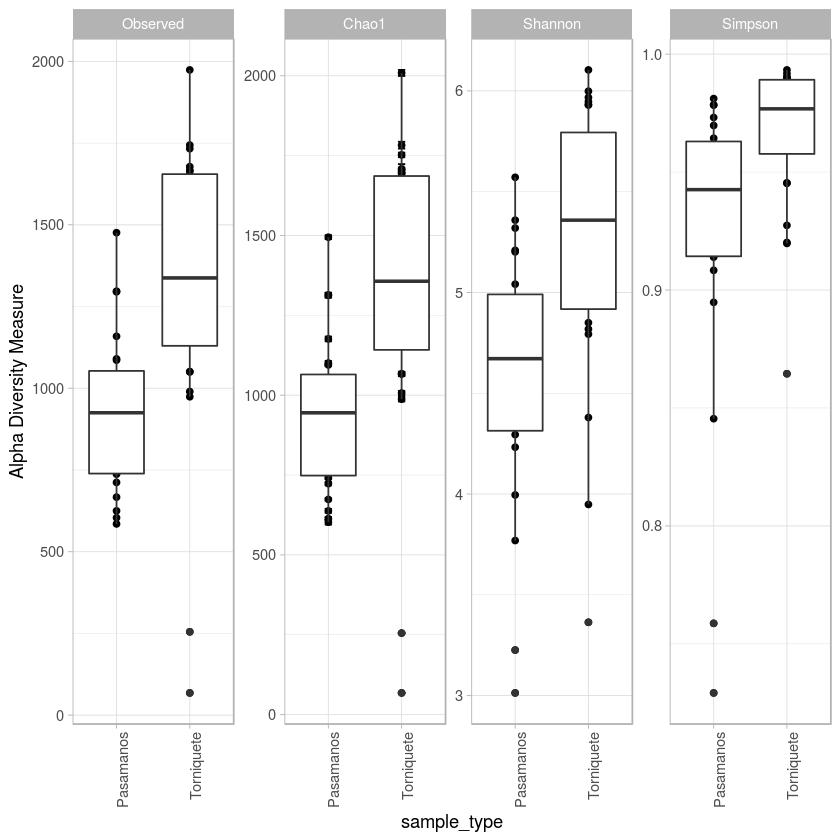 Observed
Chao1
Shannon
Simpson
Alpha Diversity Measure
2000
1500
1000
500
0
2000
1500
1000
500
0
6
5
4
3
1.0
0.9
0.8
Pasamanos
Torniquete
Pasamanos
Torniquete
Pasamanos
Torniquete
Pasamanos
Torniquete
sample_type